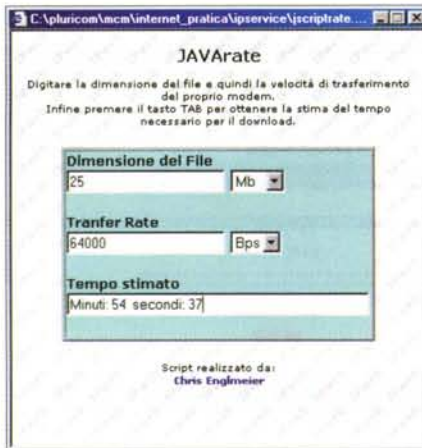 C:\pluricom\mcm\internet_pratica\ipservice\jscriptrate....
JAVArate
Digitare la dimensione del file e quindi la velocità di trasferimento
del proprio modem.
Infine premere il tasto TAB per ottenere la stima del tempo
necessario per il download.
Dimensione del File
25 Mb
Tranfer Rate
64000 Bps
Tempo stimato
Minuti: 54 secondi: 37
Script realizzato da:
Chris Englmeier